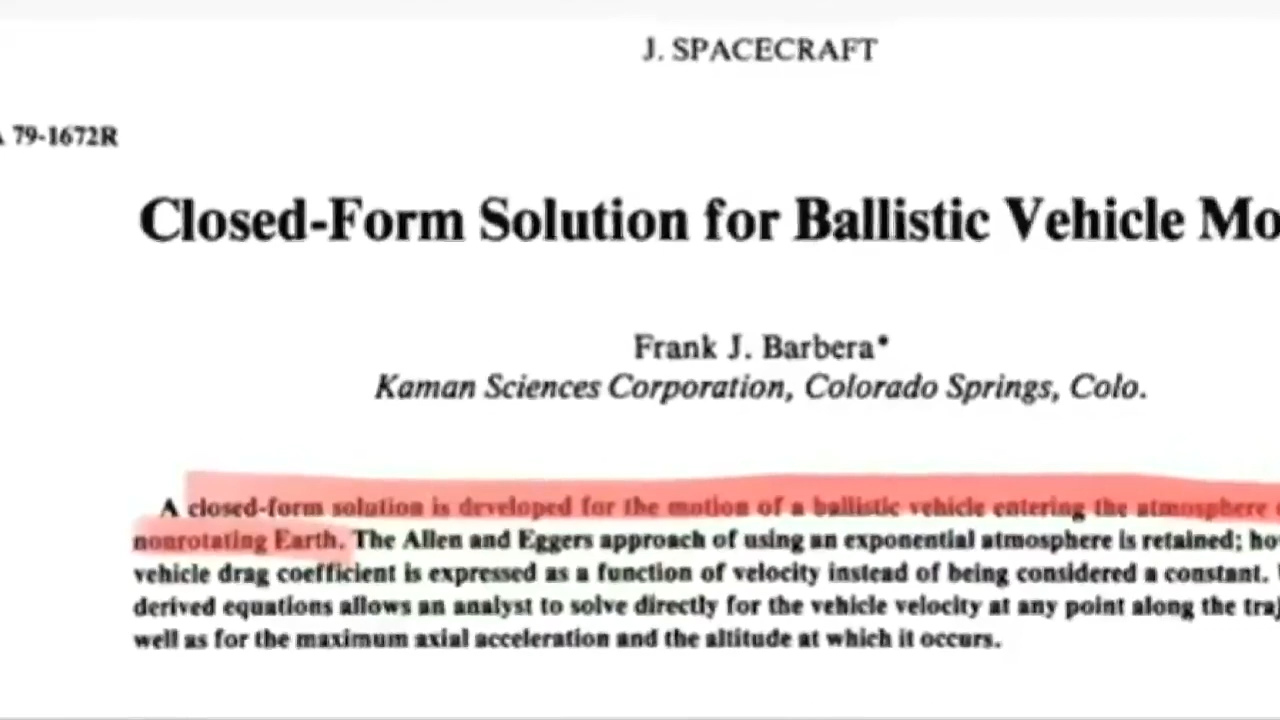 J. SPACECRAFT
79-1672R
Closed-Form Solution for Ballistic Vehicle Mo
Frank J. Barbera*
Kaman Sciences Corporation, Colorado Springs, Colo.
A closed-form solution is developed for the motion of a ballistic vehicle entering the atmosphere
nonrotating Earth. The Allen and Eggers approach of using an exponential atmosphere is retained; ho
vehicle drag coefficient is expressed as a function of velocity instead of being considered a constant.
derived equations allows an analyst to solve directly for the vehicle velocity at any point along the traj
well as for the maximum axial acceleration and the altitude at which it occurs.